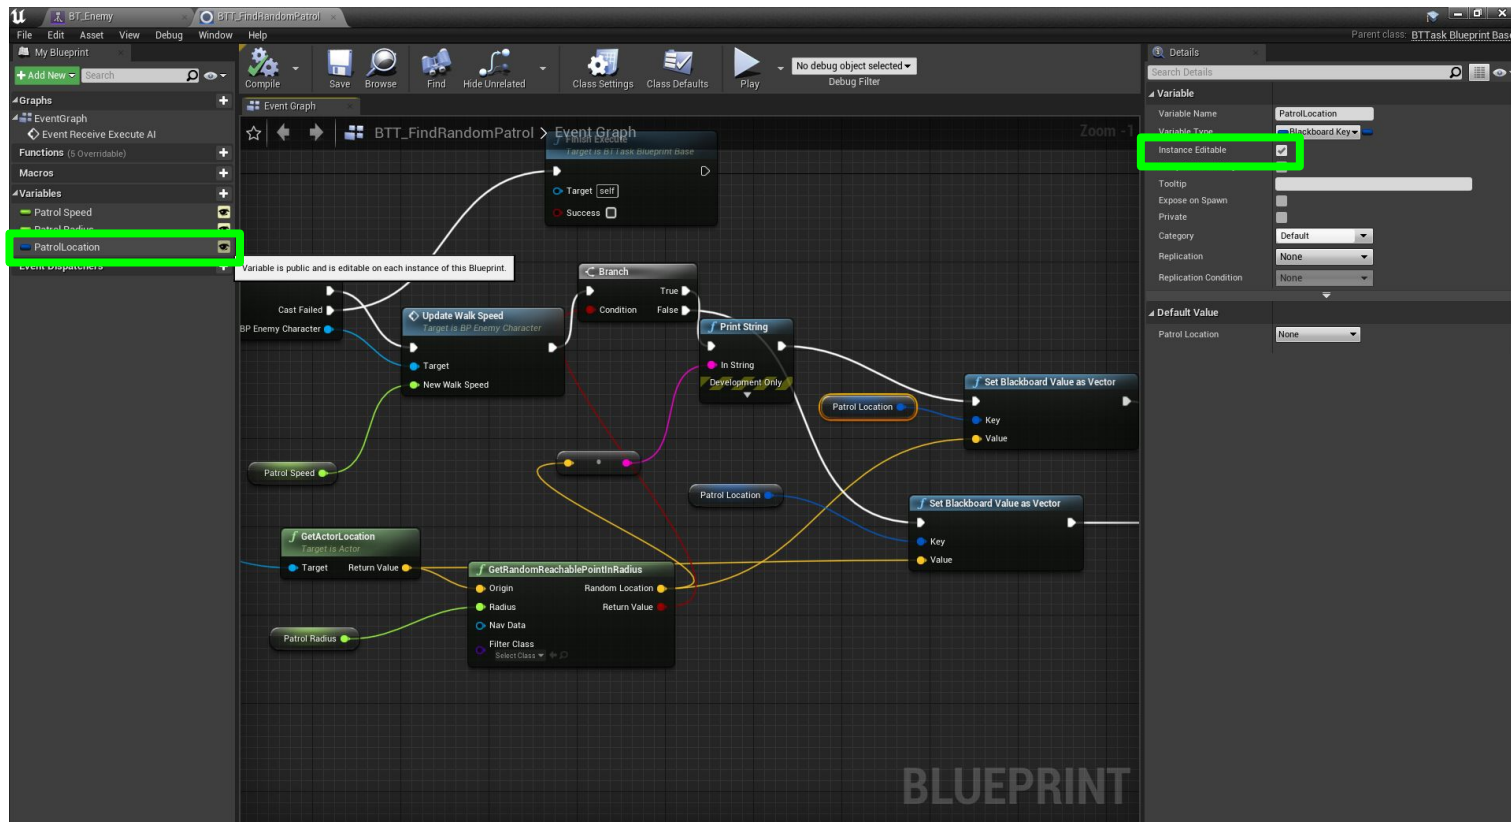 BT_Enemy
BTT_FindRandomPatrol
File Edit Asset View Debug Window Help
Parent class: BTTask Blueprint Base
My Blueprint
Details
+ Add New
Search
Compile
Save
Browse
Find
Hide Unrelated
Class Settings
Class Defaults
Play
No debug object selected
Debug Filter
Search Details
Graphs
EventGraph
Event Receive Execute AI
Functions (5 Overridable)
Macros
Variables
Patrol Speed
Patrol Radius
PatrolLocation
Event Dispatchers
Event Graph
BTT_FindRandomPatrol > Event Graph
Zoom -1
Variable is public and is editable on each instance of this Blueprint.
Finish Execute
Target is BTTask Blueprint Base
Target self
Success
Cast Failed
BP Enemy Character
Update Walk Speed
Target is BP Enemy Character
Target
New Walk Speed
Branch
True
Condition False
Print String
In String
Development Only
Patrol Location
Set Blackboard Value as Vector
Key
Value
Patrol Speed
Patrol Location
Set Blackboard Value as Vector
Key
Value
GetActorLocation
Target is Actor
Target Return Value
GetRandomReachablePointInRadius
Origin Random Location
Radius Return Value
Nav Data
Filter Class
Select Class
Patrol Radius
BLUEPRINT
Variable
Variable Name PatrolLocation
Variable Type Blackboard Key
Instance Editable
Tooltip
Expose on Spawn
Private
Category Default
Replication None
Replication Condition None
Default Value
Patrol Location None